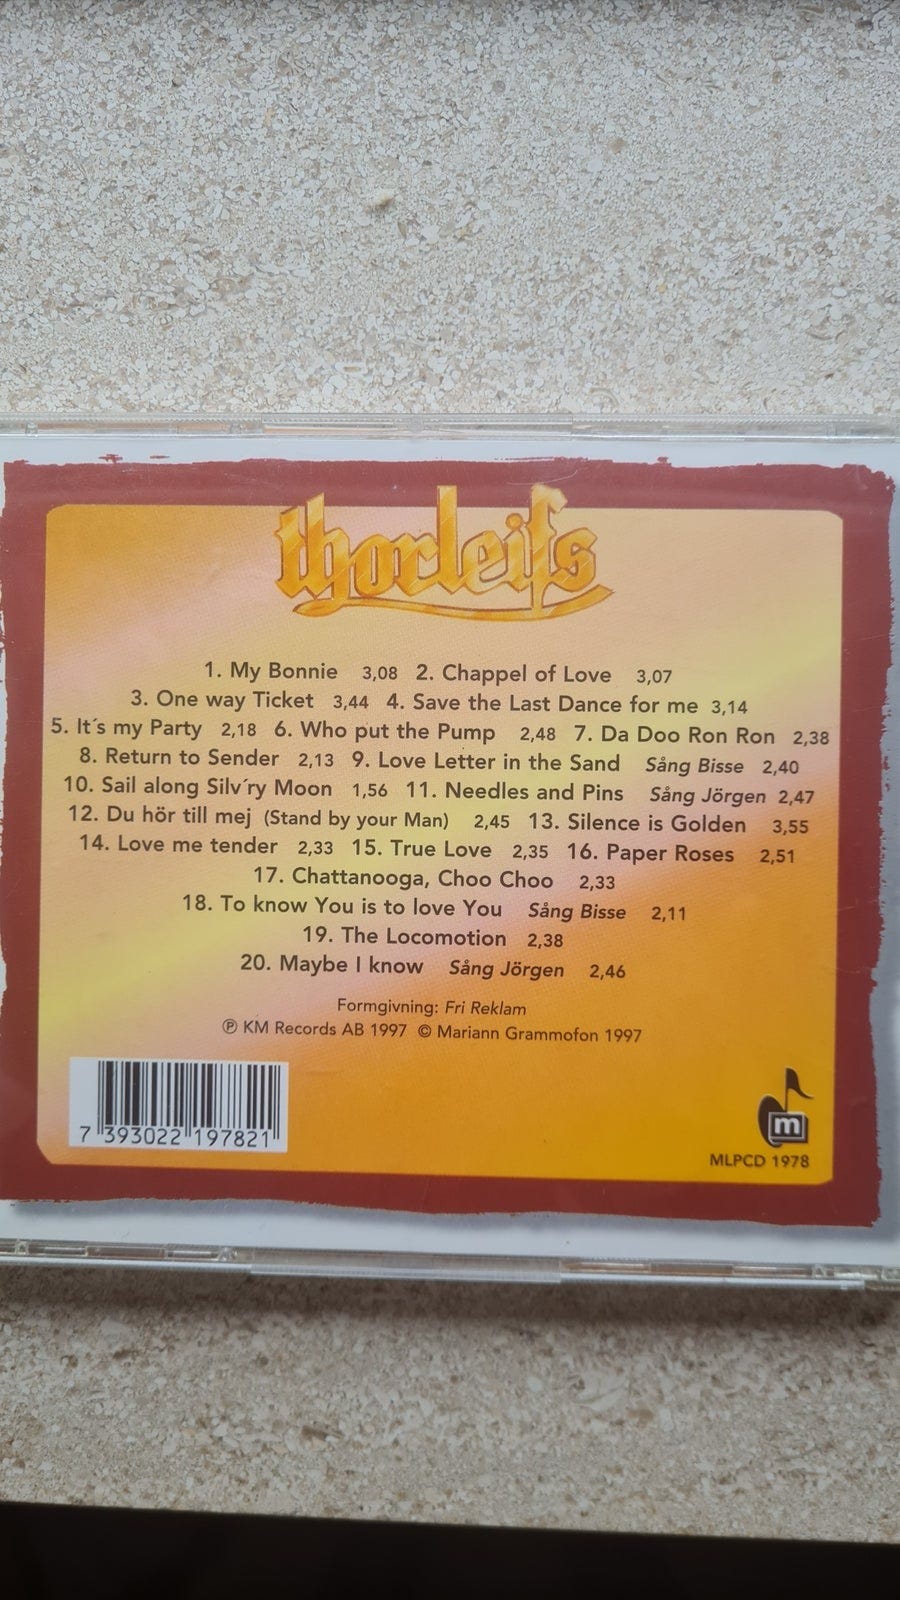 thorleifs
1. My Bonnie 3,08 2. Chappel of Love 3,07
3. One way Ticket 3,44 4. Save the Last Dance for me 3,14
5. It´s my Party 2,18 6. Who put the Pump 2,48 7. Da Doo Ron Ron 2,38
8. Return to Sender 2,13 9. Love Letter in the Sand Sång Bisse 2,40
10. Sail along Silv´ry Moon 1,56 11. Needles and Pins Sång Jörgen 2,47
12. Du hör till mej (Stand by your Man) 2,45 13. Silence is Golden 3,55
14. Love me tender 2,33 15. True Love 2,35 16. Paper Roses 2,51
17. Chattanooga, Choo Choo 2,33
18. To know You is to love You Sång Bisse 2,11
19. The Locomotion 2,38
20. Maybe I know Sång Jörgen 2,46
Formgivning: Fri Reklam
℗ KM Records AB 1997 © Mariann Grammofon 1997
7 393022 197821
m
MLPCD 1978